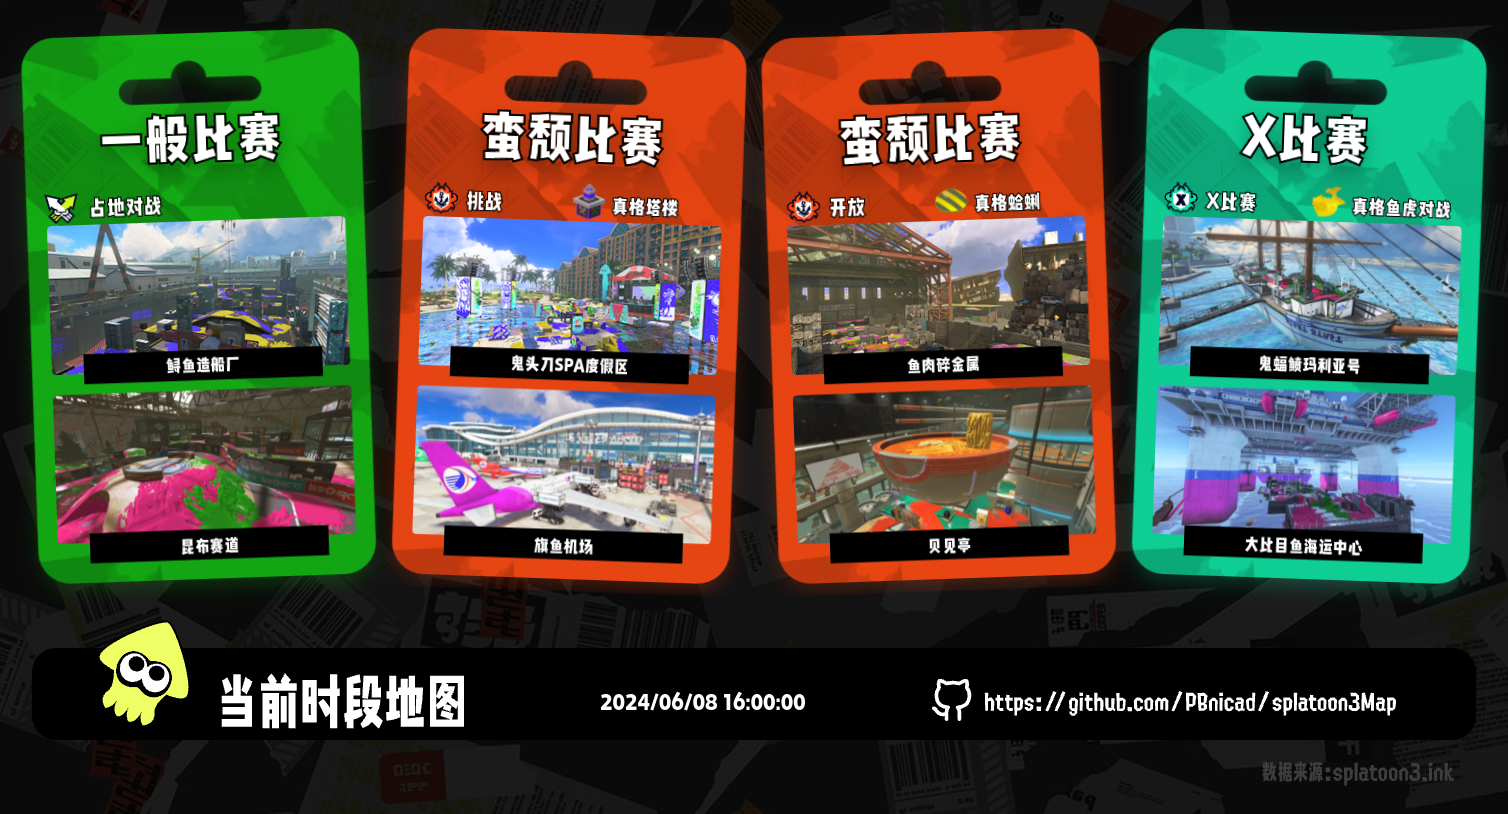 一般比赛
占地对战
鲟鱼造船厂
昆布赛道
蛮颓比赛
挑战
真格塔楼
鬼头刀SPA度假区
旗鱼机场
蛮颓比赛
开放
真格蛤蜊
鱼肉碎金属
贝见亭
X比赛
X比赛
真格鱼虎对战
鬼蝠鲼玛利亚号
大比目鱼海运中心
当前时段地图
2024/06/08 16:00:00
https://github.com/PBnicad/splatoon3Map
数据来源:splatoon3.ink